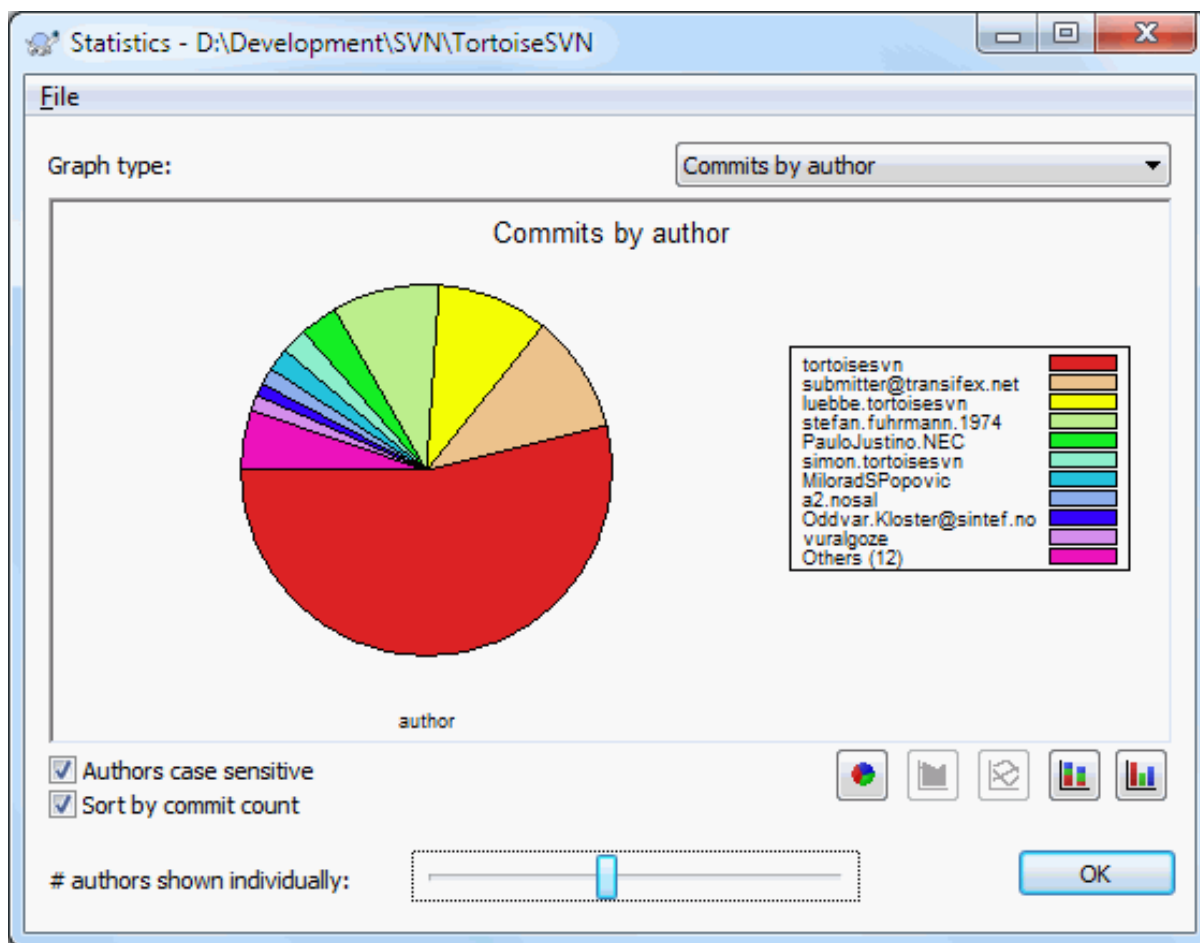 Statistics - D:\Development\SVN\TortoiseSVN
File
Graph type:
Commits by author
Commits by author
tortoisesvn
submitter@transifex.net
luebbe.tortoisesvn
stefan.fuhrmann.1974
PauloJustino.NEC
simon.tortoisesvn
MiloradSPopovic
a2.nosal
Oddvar.Kloster@sintef.no
vuralgoze
Others (12)
author
Authors case sensitive
Sort by commit count
# authors shown individually:
OK